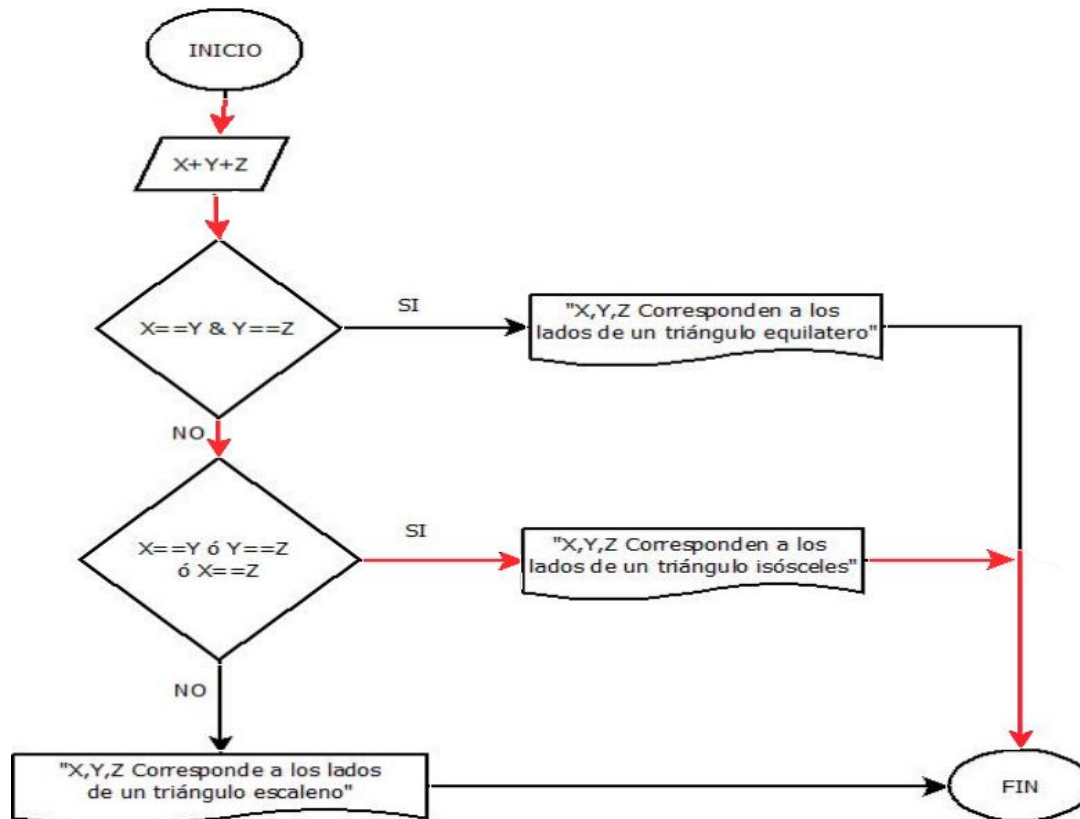 INICIO
X+Y+Z
X==Y & Y==Z
SI
"X,Y,Z Corresponden a los
lados de un triángulo equilatero"
NO
X==Y ó Y==Z
ó X==Z
SI
"X,Y,Z Corresponden a los
lados de un triángulo isósceles"
NO
"X,Y,Z Corresponde a los lados
de un triángulo escaleno"
FIN